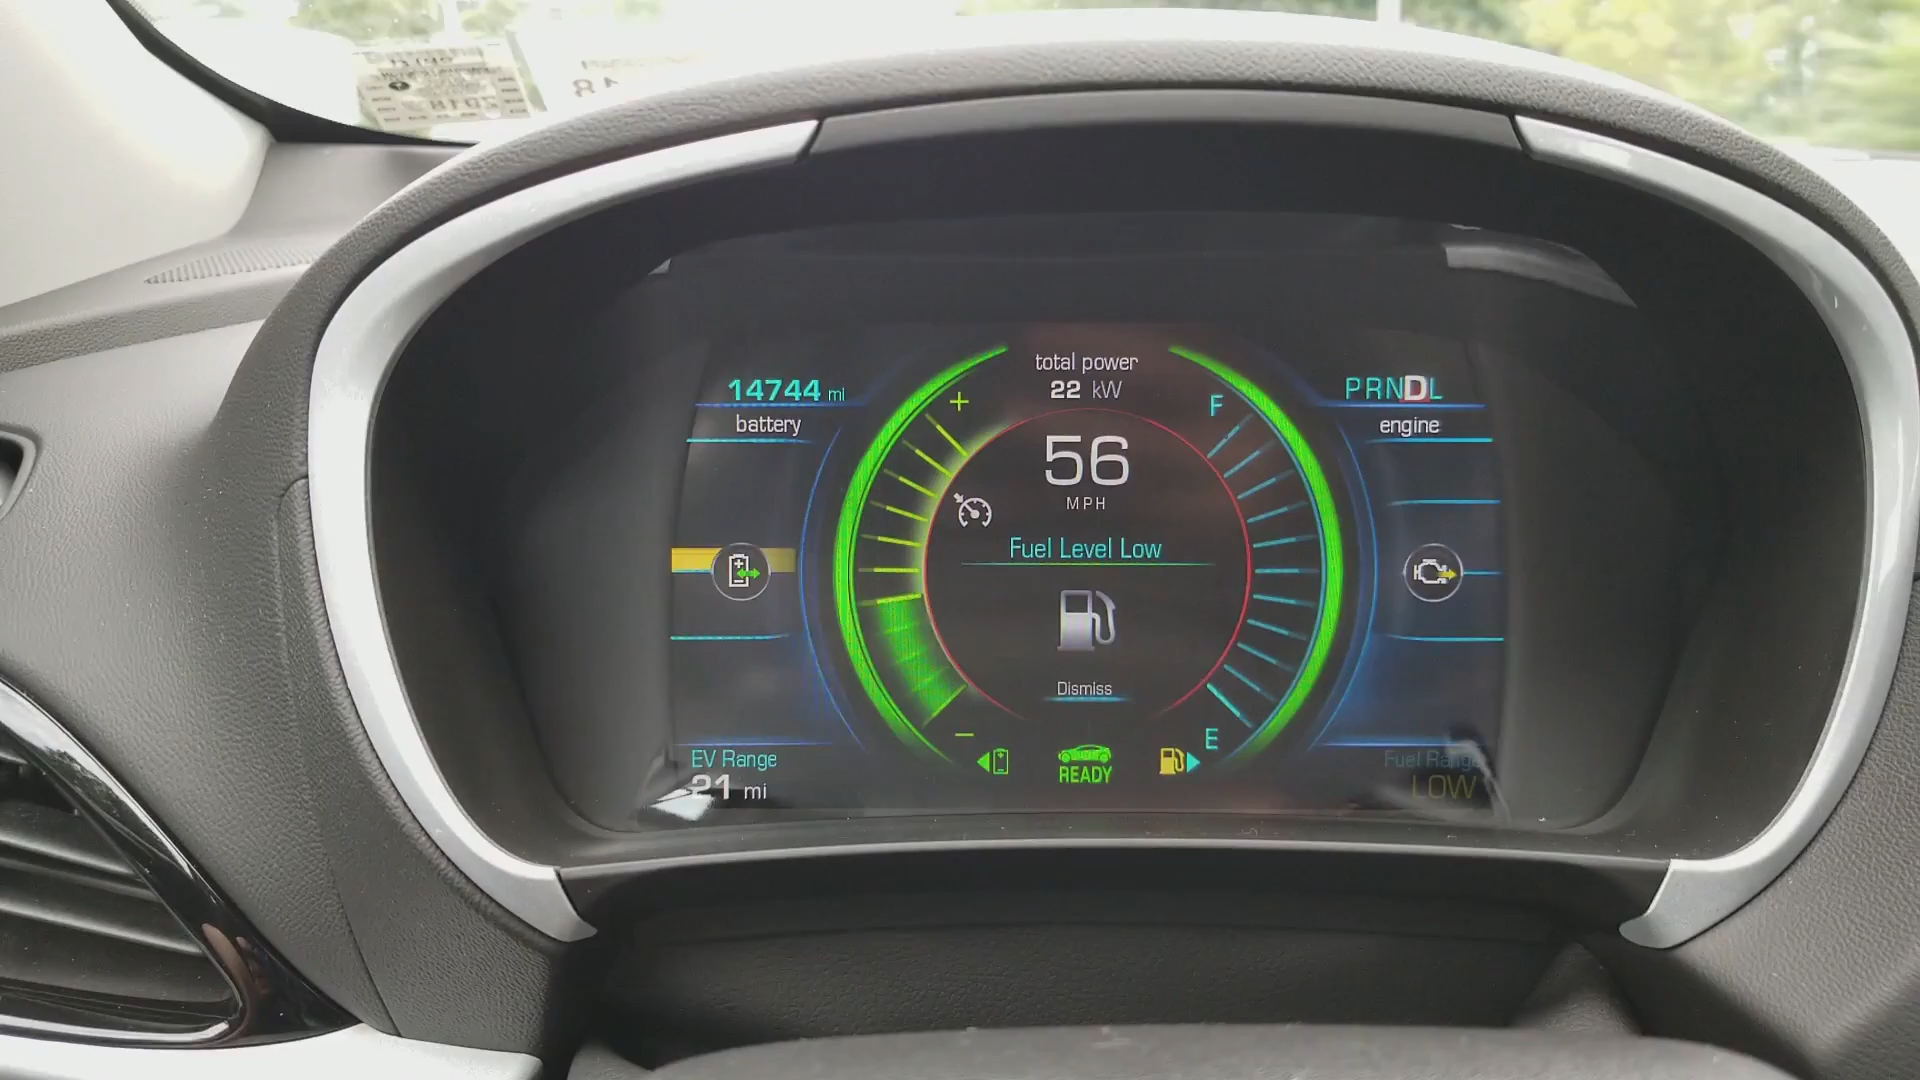 2018
total power
22 kW
14744 mi
battery
+
F
PRNDL
engine
56
MPH
Fuel Level Low
Dismiss
−
E
READY
EV Range
21 mi
Fuel Range
LOW